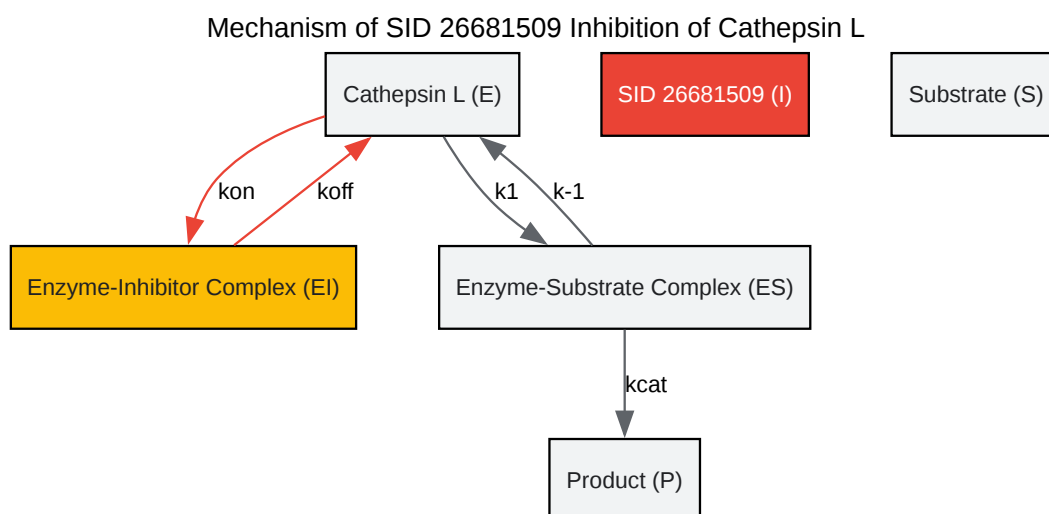 Mechanism of SID 26681509 Inhibition of Cathepsin L
Cathepsin L (E)
SID 26681509 (I)
Substrate (S)
kon
koff
k1
k-1
Enzyme-Inhibitor Complex (EI)
Enzyme-Substrate Complex (ES)
kcat
Product (P)